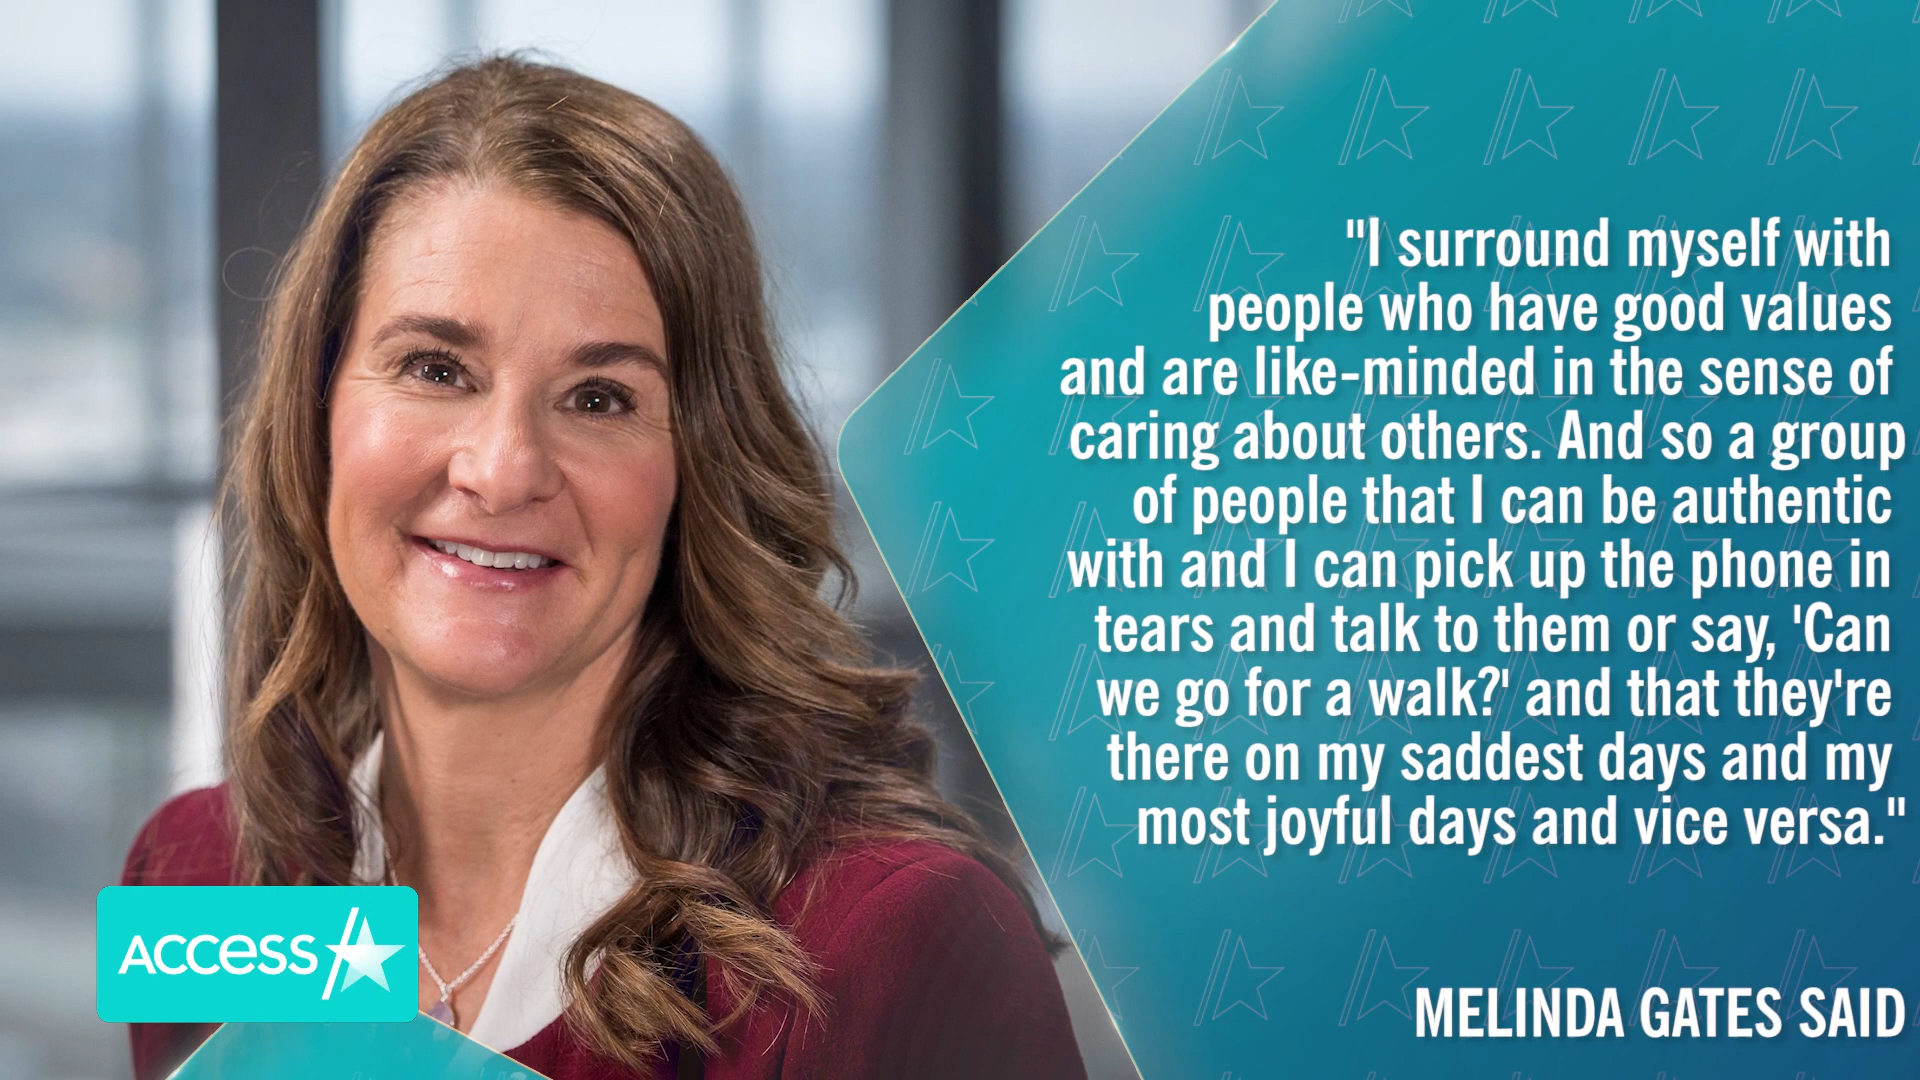 "I surround myself with
people who have good values
and are like-minded in the sense of
caring about others. And so a group
of people that I can be authentic
with and I can pick up the phone in
tears and talk to them or say, 'Can
we go for a walk?' and that they're
there on my saddest days and my
most joyful days and vice versa."
ACCESS
MELINDA GATES SAID